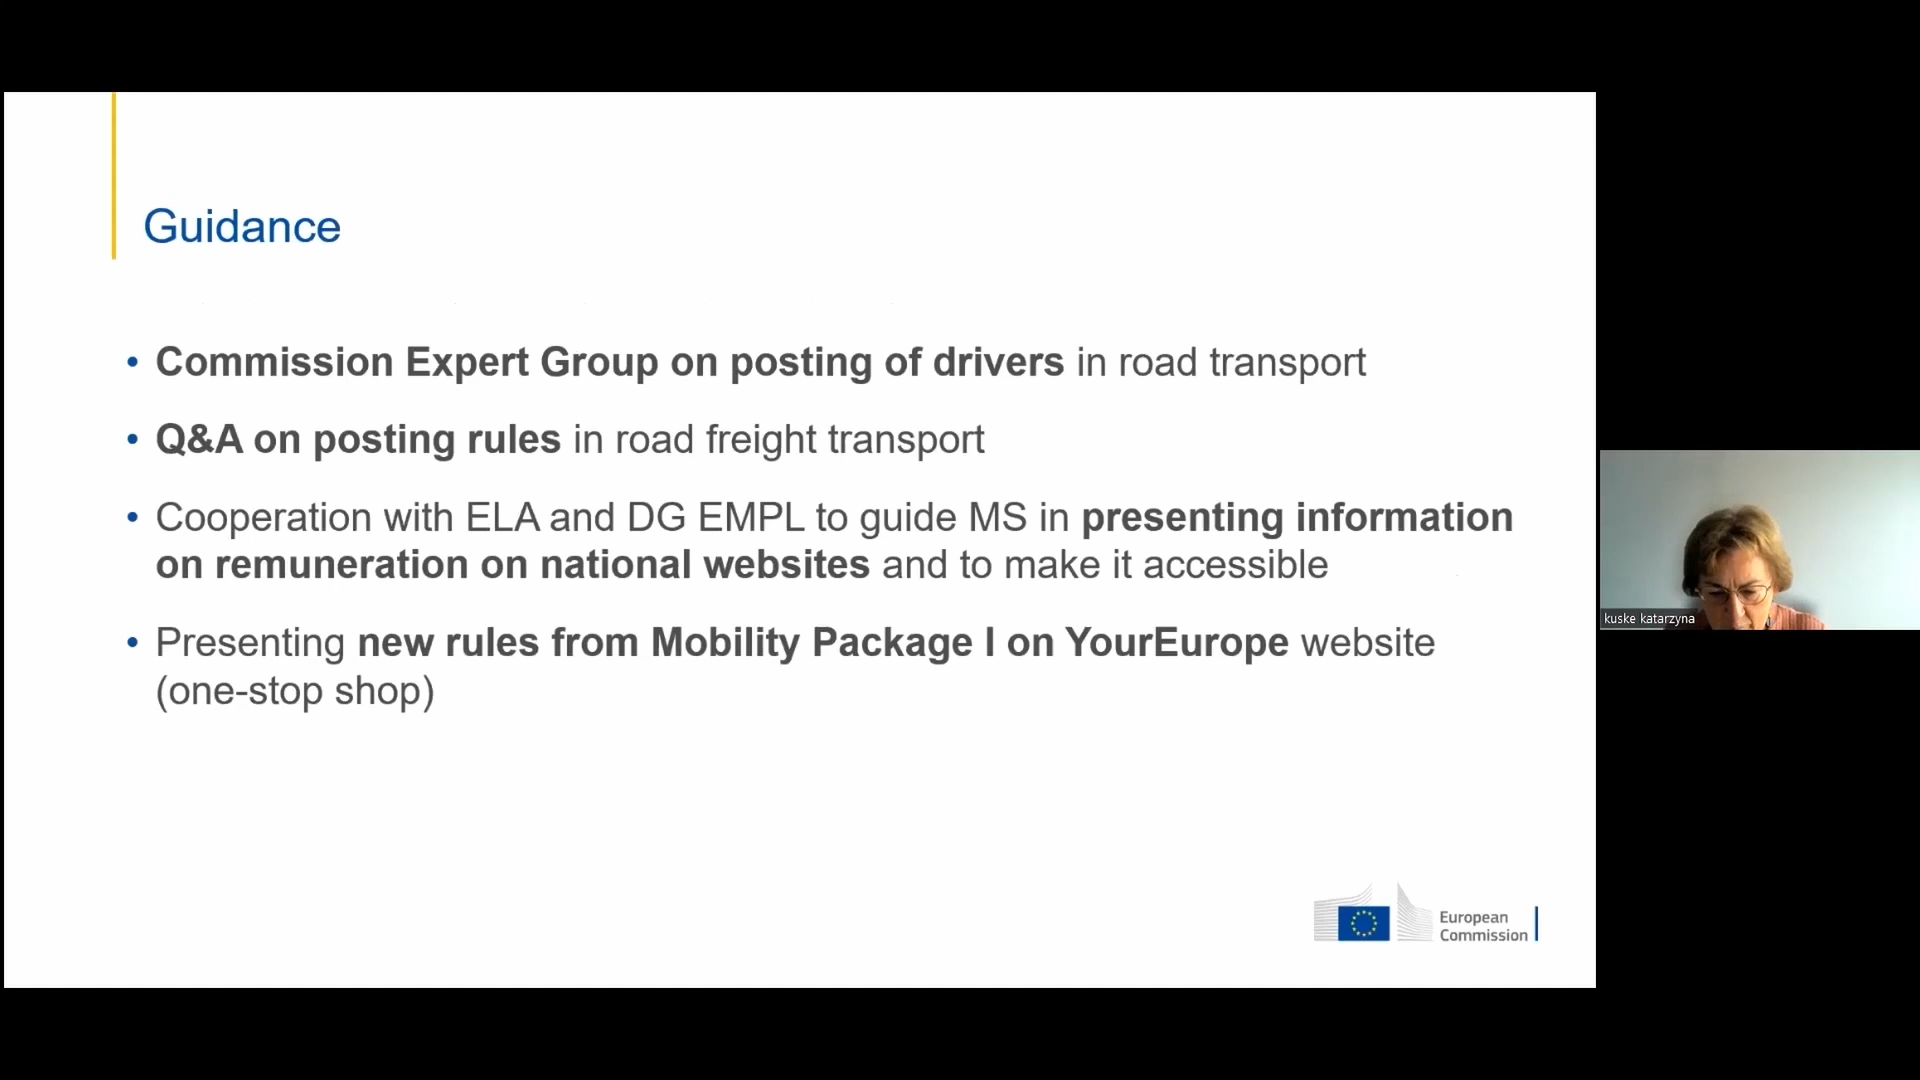 Guidance
• Commission Expert Group on posting of drivers in road transport
• Q&A on posting rules in road freight transport
• Cooperation with ELA and DG EMPL to guide MS in presenting information
on remuneration on national websites and to make it accessible
• Presenting new rules from Mobility Package I on YourEurope website
(one-stop shop)
kuske katarzyna
European
Commission